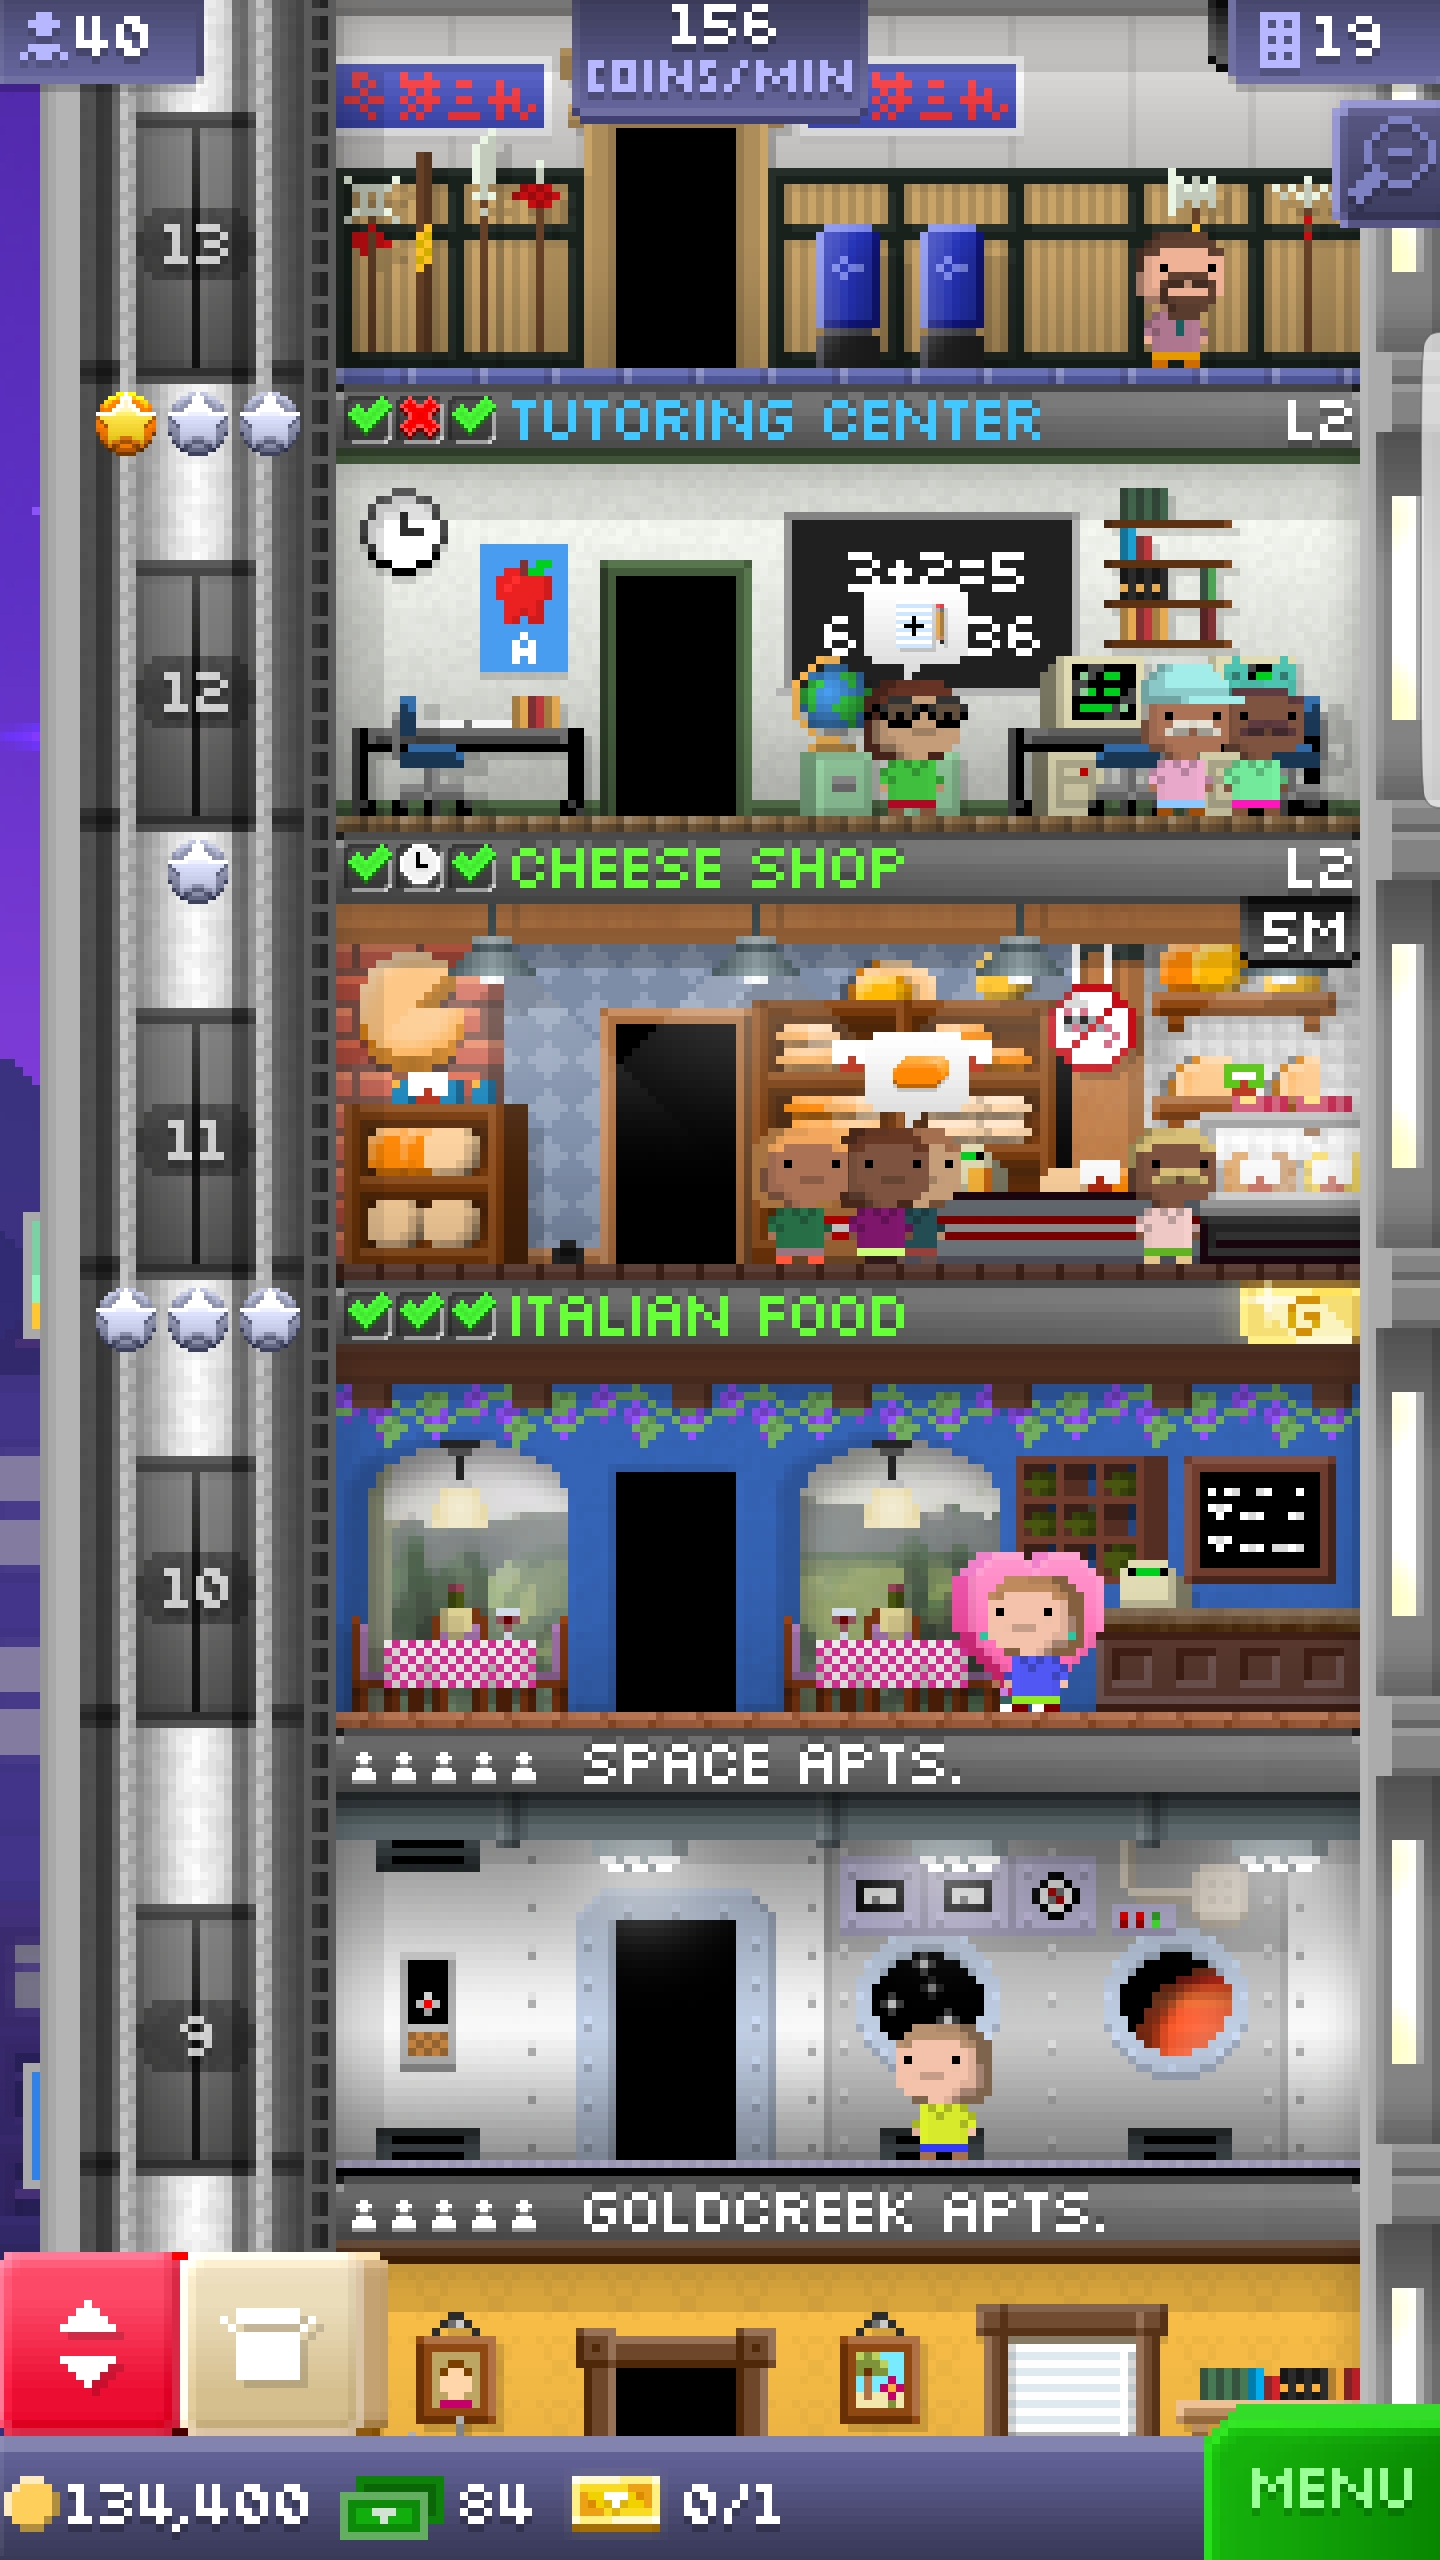 40
156
COINS/MIN
19
13
TUTORING CENTER
L2
3+2=5
6
36
A
12
CHEESE SHOP
L2
5M
11
ITALIAN FOOD
G
10
SPACE APTS.
9
GOLDCREEK APTS.
134,400
84
0/1
MENU